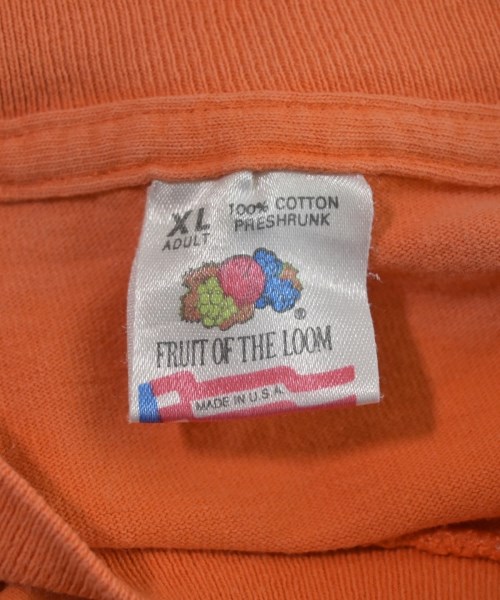 XL 100% COTTON
ADULT PRESHRUNK
®
FRUIT OF THE LOOM
MADE IN U.S.A.